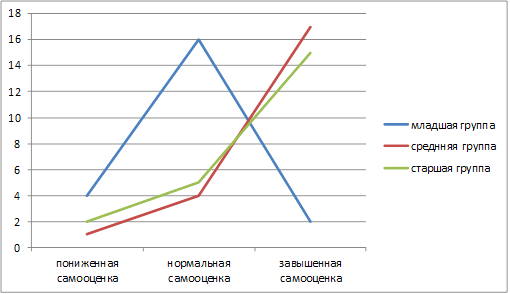 18
16
14
12
10
8
6
4
2
0
пониженная самооценка
нормальная самооценка
завышенная самооценка
младшая группа
среднняя группа
старшая группа